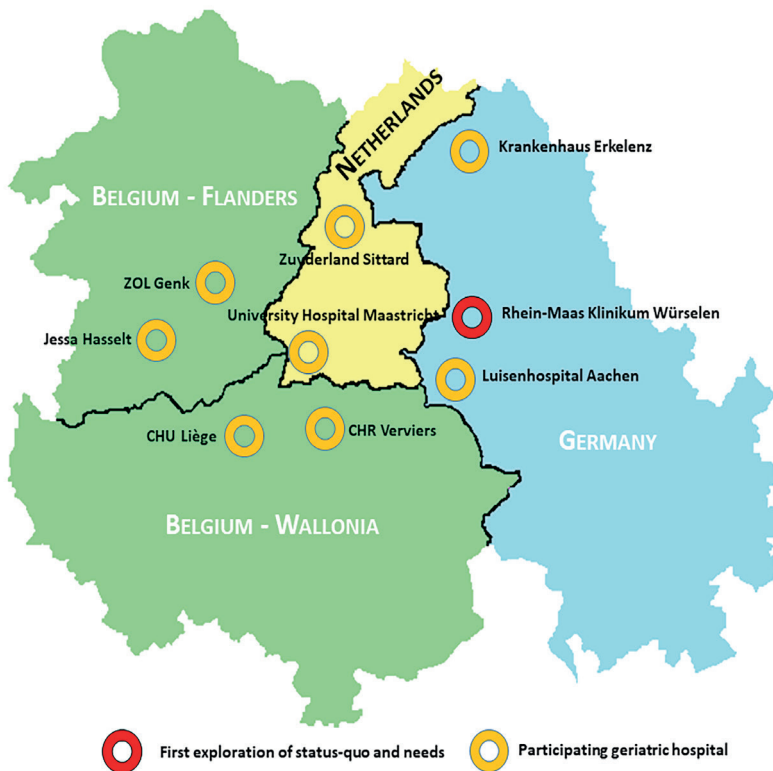 NETHERLANDS
Krankenhaus Erkelenz
BELGIUM - FLANDERS
Zuyderland Sittard
ZOL Genk
University Hospital Maastricht
Rhein-Maas Klinikum Würselen
Jessa Hasselt
Luisenhospital Aachen
CHU Liège
CHR Verviers
GERMANY
BELGIUM - WALLONIA
First exploration of status-quo and needs
Participating geriatric hospital